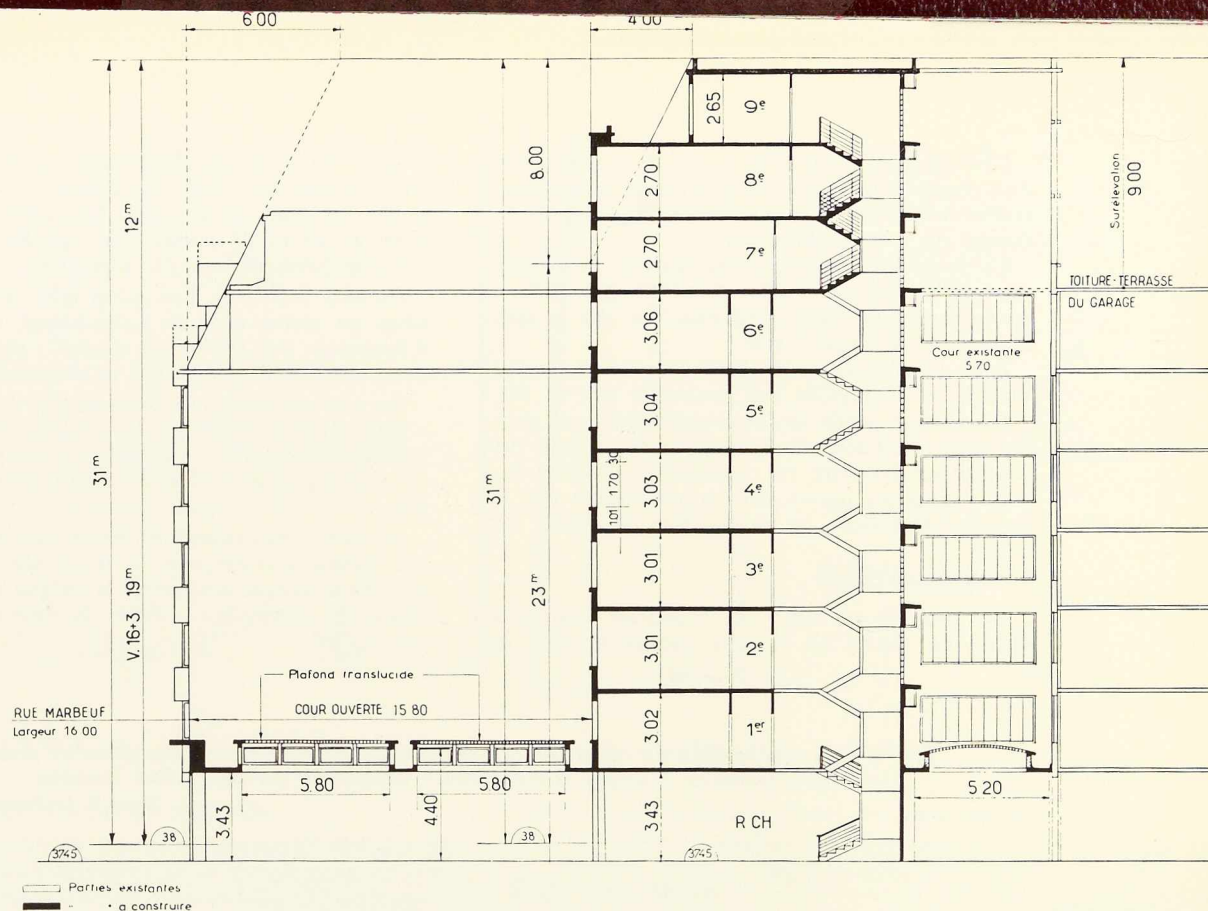 6 00
4 00
2 65
9e
8.00
12m
2 70
8e
Surélévation
9 00
2 70
7e
TOITURE-TERRASSE
DU GARAGE
3 06
6e
Cour existante
5 70
3 04
5e
31m
31m
30
1 70
1 01
3 03
4e
3 01
3e
V. 16+3 19m
23m
3 01
2e
Plafond translucide
RUE MARBEUF
Largeur 16 00
COUR OUVERTE 15 80
3 02
1er
5.80
5 80
5 20
3 43
4 40
3 43
R CH
38
38
3745
3745
Parties existantes
" " a construire